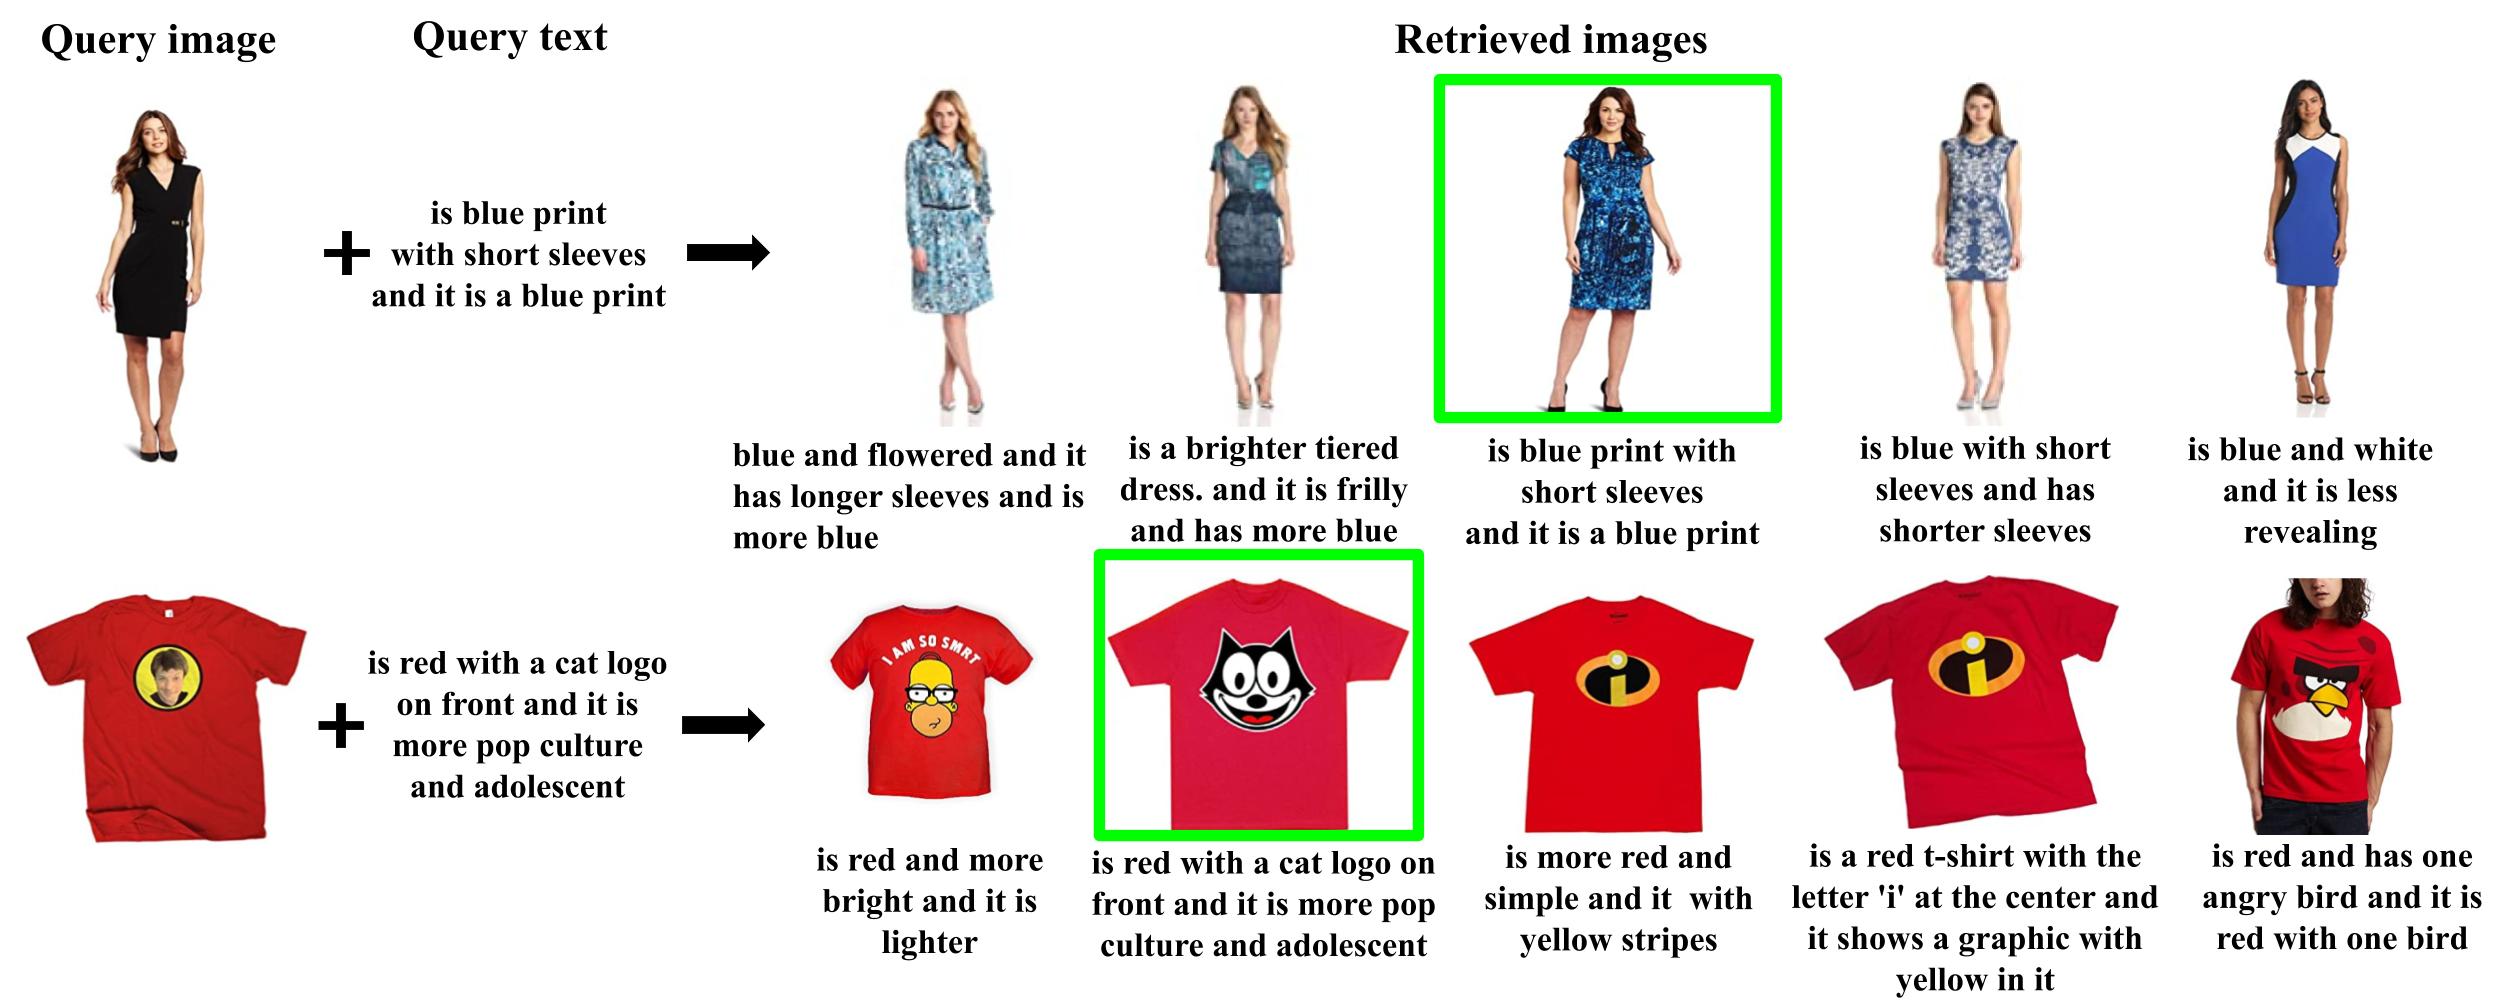 Query image
Query text
Retrieved images
is blue print
with short sleeves
and it is a blue print
blue and flowered and it
has longer sleeves and is
more blue
is a brighter tiered
dress. and it is frilly
and has more blue
is blue print with
short sleeves
and it is a blue print
is blue with short
sleeves and has
shorter sleeves
is blue and white
and it is less
revealing
is red with a cat logo
on front and it is
more pop culture
and adolescent
I AM SO SMRT
i
i
is red and more
bright and it is
lighter
is red with a cat logo on
front and it is more pop
culture and adolescent
is more red and
simple and it  with
yellow stripes
is a red t-shirt with the
letter 'i' at the center and
it shows a graphic with
yellow in it
is red and has one
angry bird and it is
red with one bird